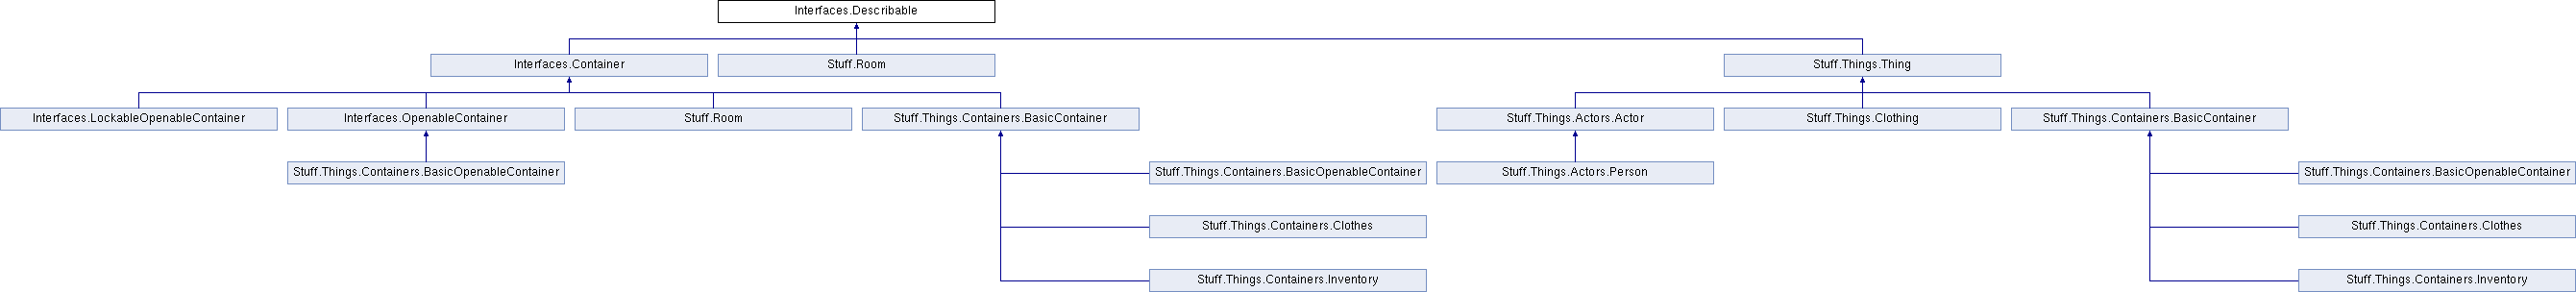 Interfaces.Describable
Interfaces.Container
Stuff.Room
Stuff.Things.Thing
Interfaces.LockableOpenableContainer
Interfaces.OpenableContainer
Stuff.Room
Stuff.Things.Containers.BasicContainer
Stuff.Things.Actors.Actor
Stuff.Things.Clothing
Stuff.Things.Containers.BasicContainer
Stuff.Things.Containers.BasicOpenableContainer
Stuff.Things.Containers.BasicOpenableContainer
Stuff.Things.Actors.Person
Stuff.Things.Containers.BasicOpenableContainer
Stuff.Things.Containers.Clothes
Stuff.Things.Containers.Clothes
Stuff.Things.Containers.Inventory
Stuff.Things.Containers.Inventory